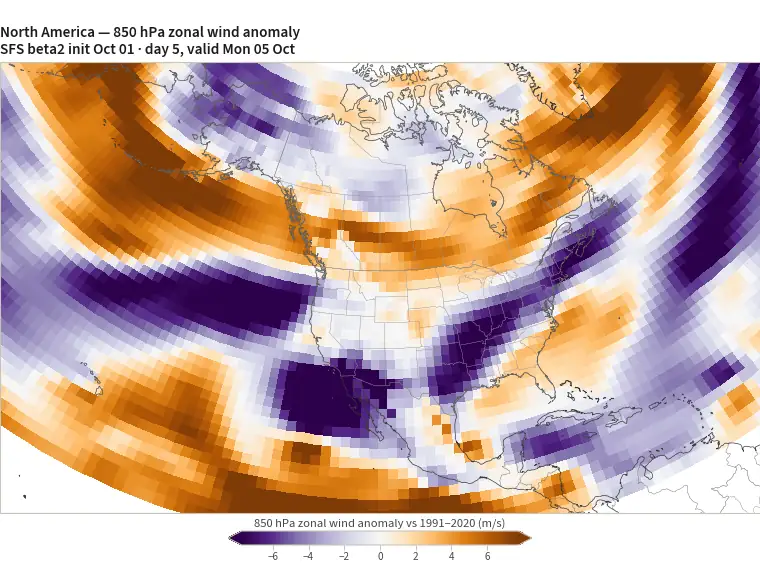 North America — 850 hPa zonal wind anomaly
SFS beta2 init Oct 01 · day 5, valid Mon 05 Oct
850 hPa zonal wind anomaly vs 1991–2020 (m/s)
−6 −4 −2 0 2 4 6